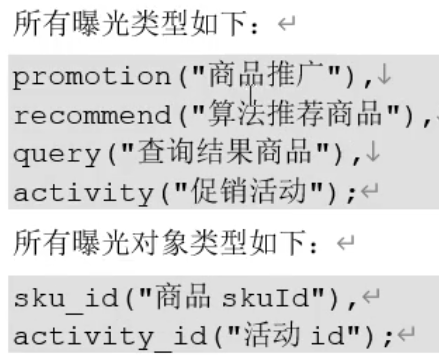 所有曝光类型如下：
promotion("商品推广"),
recommend("算法推荐商品"),
query("查询结果商品"),
activity("促销活动");
所有曝光对象类型如下：
sku_id("商品 skuId"),
activity_id("活动 id");